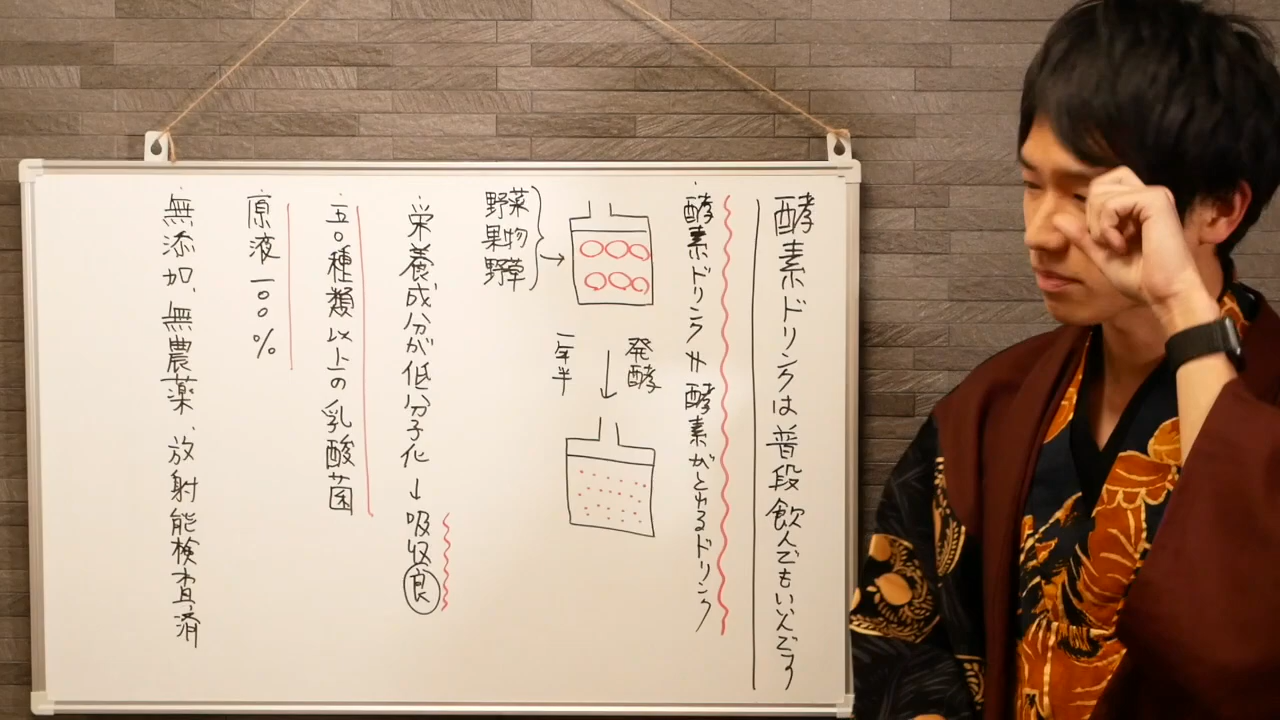 酵素ドリンクは普段飲んでもいいんです
・酵素ドリンク≠酵素がとれるドリンク
野菜
果物
野草
発酵
一年半
・栄養成分が低分子化→吸収良
・五〇種類以上の乳酸菌
・原液一〇〇%
・無添加、無農薬、放射能検査済